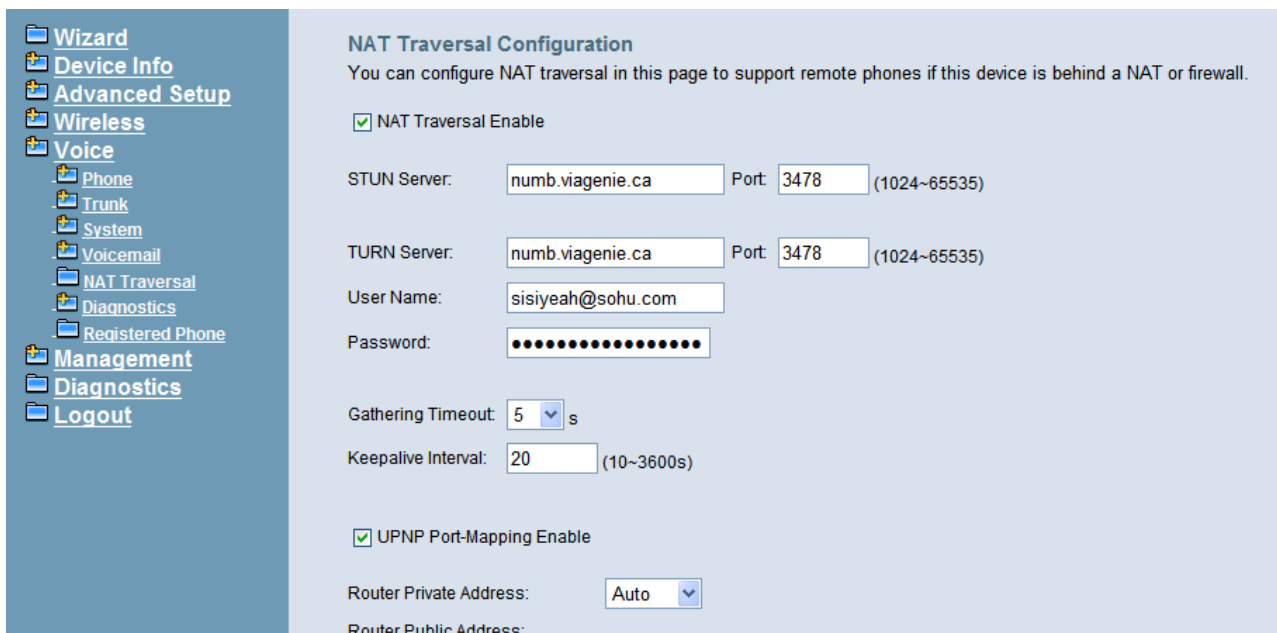 Wizard
Device Info
Advanced Setup
Wireless
Voice
Phone
Trunk
System
Voicemail
NAT Traversal
Diagnostics
Registered Phone
Management
Diagnostics
Logout
NAT Traversal Configuration
You can configure NAT traversal in this page to support remote phones if this device is behind a NAT or firewall.
NAT Traversal Enable
STUN Server: numb.viagenie.ca Port: 3478 (1024~65535)
TURN Server: numb.viagenie.ca Port: 3478 (1024~65535)
User Name: sisiyeah@sohu.com
Password: •••••••••••••••••
Gathering Timeout: 5 s
Keepalive Interval: 20 (10~3600s)
UPNP Port-Mapping Enable
Router Private Address: Auto
Router Public Address: